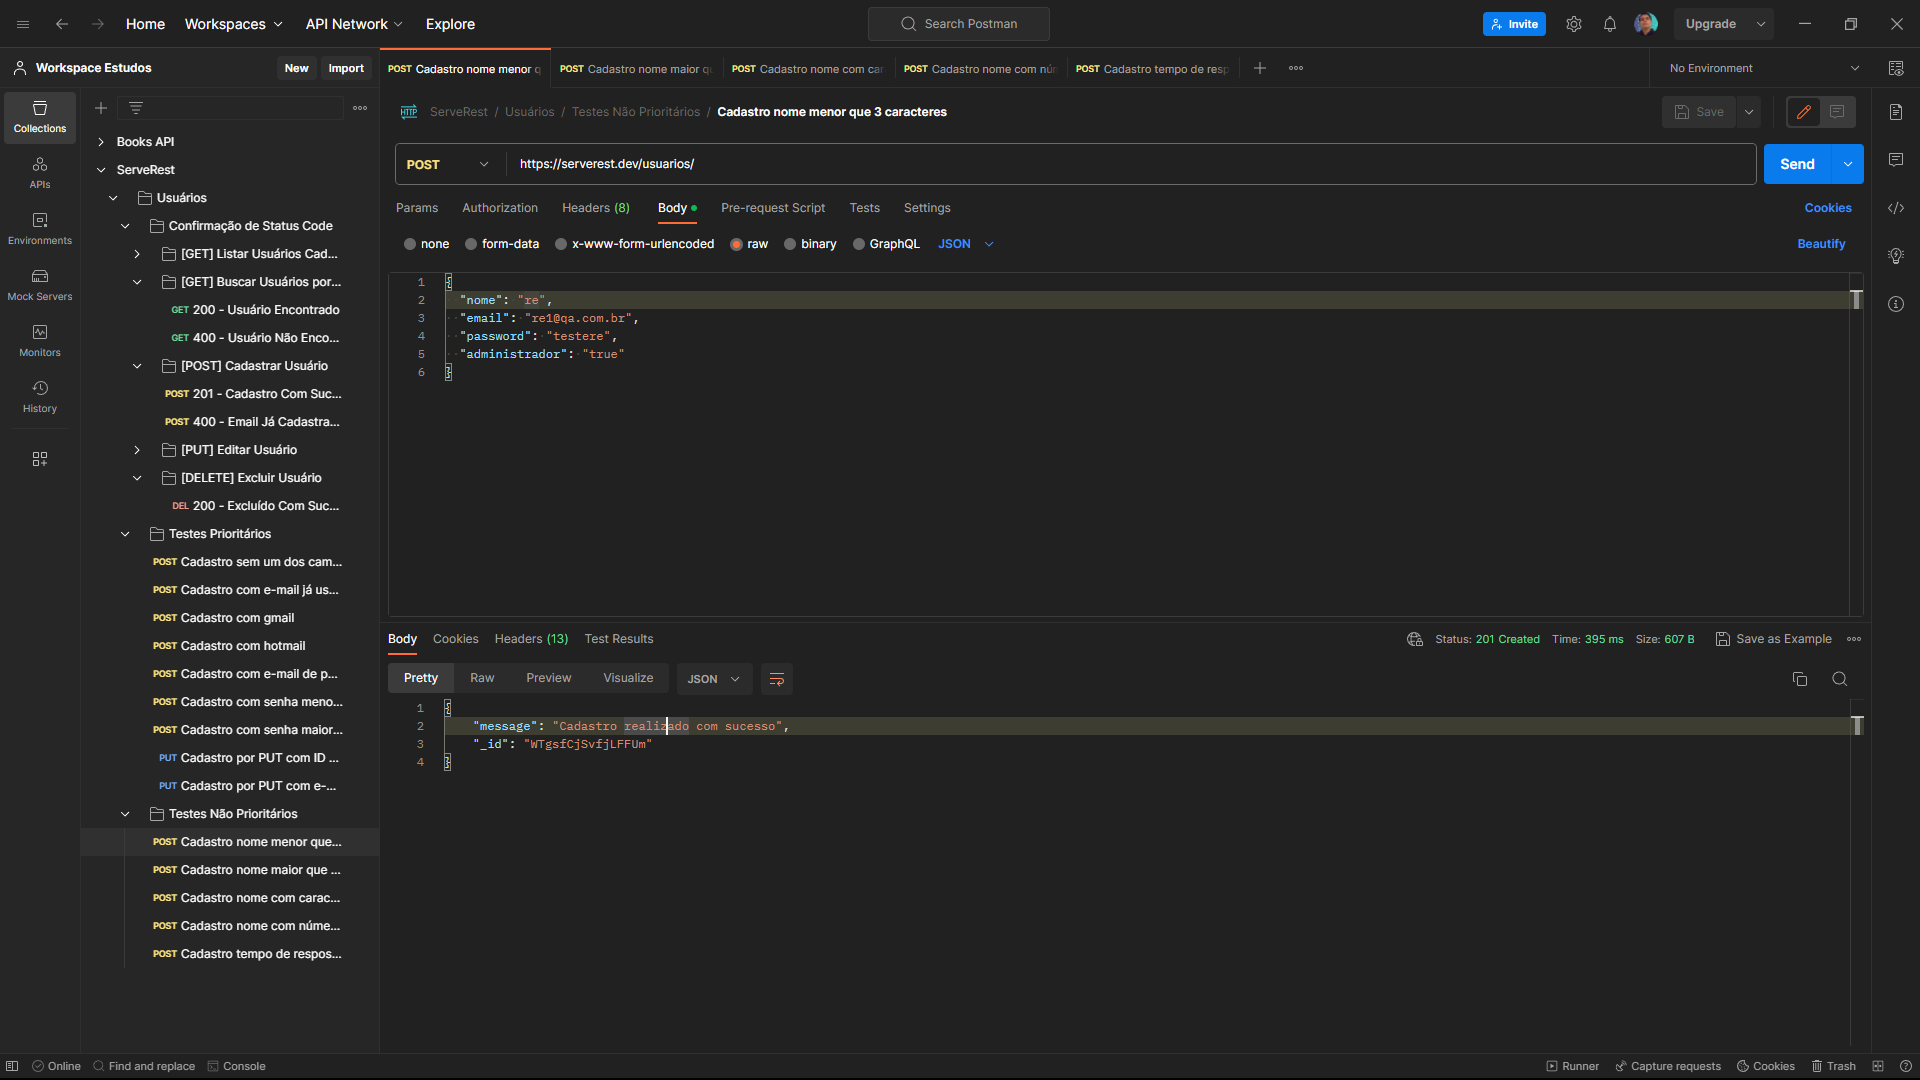 Home Workspaces API Network Explore Search Postman Invite Upgrade
Workspace Estudos New Import
POST Cadastro nome menor q POST Cadastro nome maior qu POST Cadastro nome com car POST Cadastro nome com núm POST Cadastro tempo de resp No Environment
Collections
APIs
Environments
Mock Servers
Monitors
History
Books API
ServeRest
Usuários
Confirmação de Status Code
[GET] Listar Usuários Cad...
[GET] Buscar Usuários por...
GET 200 - Usuário Encontrado
GET 400 - Usuário Não Enco...
[POST] Cadastrar Usuário
POST 201 - Cadastro Com Suc...
POST 400 - Email Já Cadastra...
[PUT] Editar Usuário
[DELETE] Excluir Usuário
DEL 200 - Excluído Com Suc...
Testes Prioritários
POST Cadastro sem um dos cam...
POST Cadastro com e-mail já us...
POST Cadastro com gmail
POST Cadastro com hotmail
POST Cadastro com e-mail de p...
POST Cadastro com senha meno...
POST Cadastro com senha maior...
PUT Cadastro por PUT com ID ...
PUT Cadastro por PUT com e-...
Testes Não Prioritários
POST Cadastro nome menor que...
POST Cadastro nome maior que ...
POST Cadastro nome com carac...
POST Cadastro nome com núme...
POST Cadastro tempo de respos...
HTTP ServeRest / Usuários / Testes Não Prioritários / Cadastro nome menor que 3 caracteres Save
POST https://serverest.dev/usuarios/ Send
Params Authorization Headers (8) Body Pre-request Script Tests Settings Cookies
none form-data x-www-form-urlencoded raw binary GraphQL JSON Beautify
1 {
2 "nome": "re",
3 "email": "re1@qa.com.br",
4 "password": "testere",
5 "administrador": "true"
6 }
Body Cookies Headers (13) Test Results Status: 201 Created Time: 395 ms Size: 607 B Save as Example
Pretty Raw Preview Visualize JSON
1 {
2 "message": "Cadastro realizado com sucesso",
3 "_id": "WTgsfCjSvfjLFFUm"
4 }
Online Find and replace Console Runner Capture requests Cookies Trash